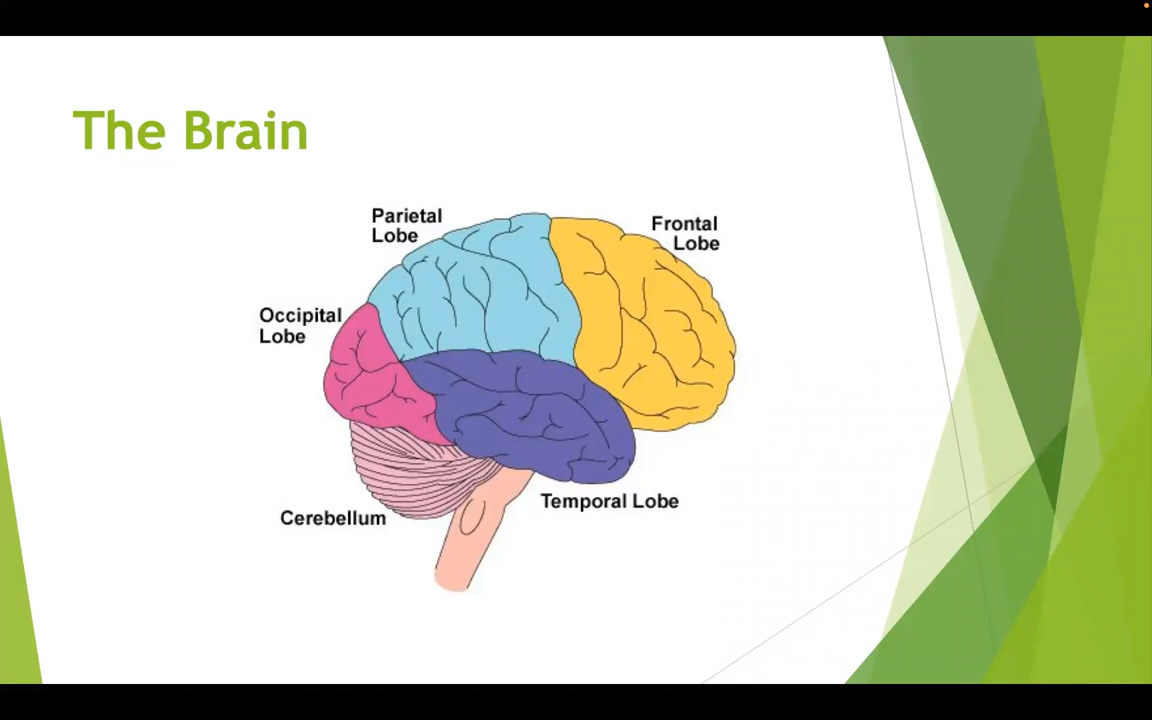 The Brain
Parietal
Lobe
Frontal
Lobe
Occipital
Lobe
Temporal Lobe
Cerebellum